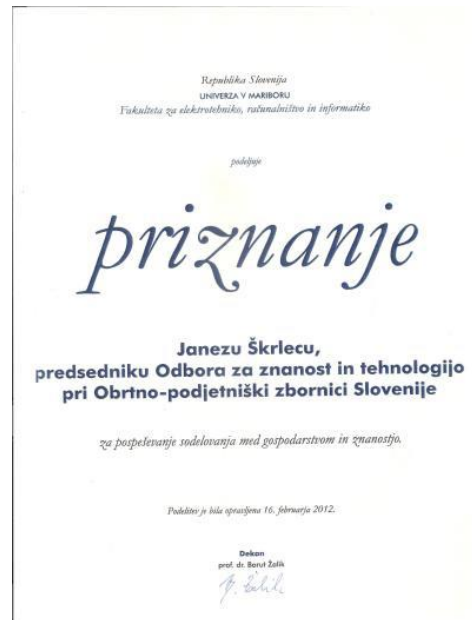 Republika Slovenija
UNIVERZA V MARIBORU
Fakulteta za elektrotehniko, računalništvo in informatiko
podeljuje
priznanje
Janezu Škrlecu,
predsedniku Odbora za znanost in tehnologijo
pri Obrtno-podjetniški zbornici Slovenije
za pospeševanje sodelovanja med gospodarstvom in znanostjo.
Podelitev je bila opravljena 16. februarja 2012.
Dekan
prof. dr. Borut Žalik
B. Žalik